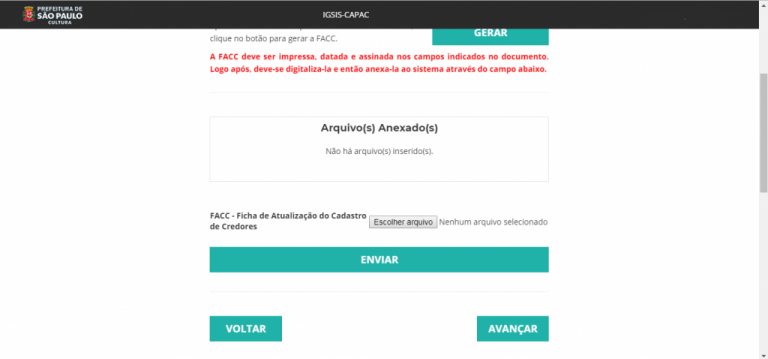 PREFEITURA DE
SÃO PAULO
CULTURA
IGSIS-CAPAC
clique no botão para gerar a FACC.
GERAR
A FACC deve ser impressa, datada e assinada nos campos indicados no documento.
Logo após, deve-se digitaliza-la e então anexa-la ao sistema através do campo abaixo.
Arquivo(s) Anexado(s)
Não há arquivo(s) inserido(s).
FACC - Ficha de Atualização do Cadastro
de Credores
Escolher arquivo Nenhum arquivo selecionado
ENVIAR
VOLTAR
AVANÇAR